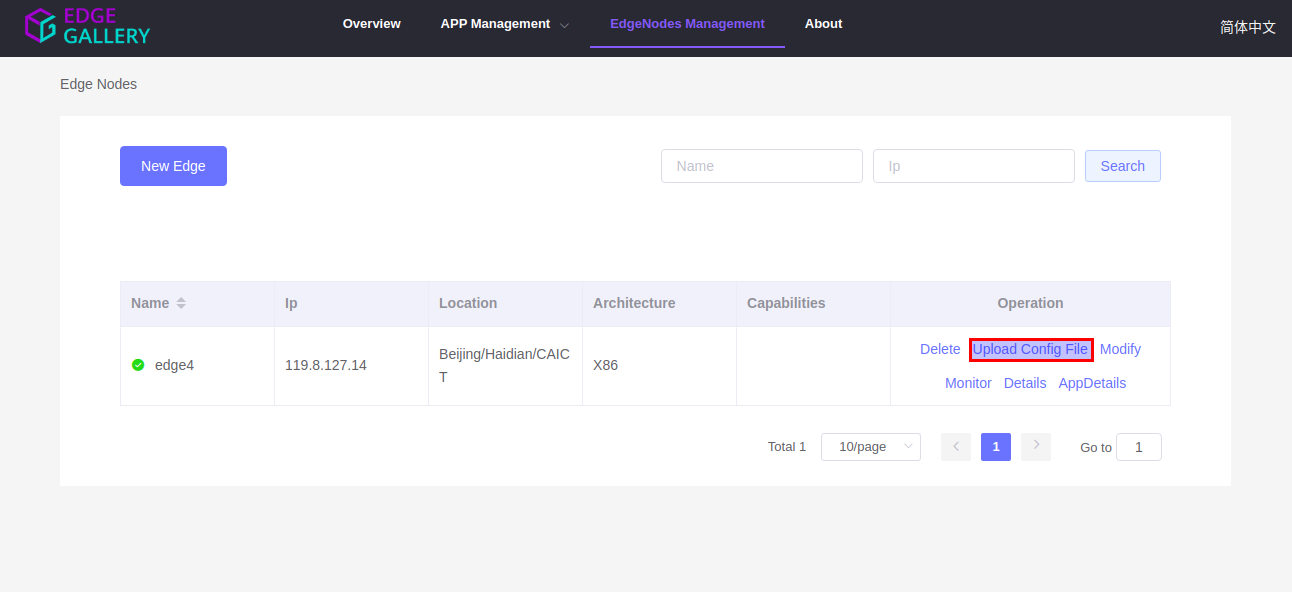 EDGE
GALLERY
Overview
APP Management
EdgeNodes Management
About
简体中文
Edge Nodes
New Edge
Name
Ip
Search
Name
Ip
Location
Architecture
Capabilities
Operation
edge4
119.8.127.14
Beijing/Haidian/CAIC
T
X86
Delete Upload Config File Modify
Monitor Details AppDetails
Total 1
10/page
1
Go to
1